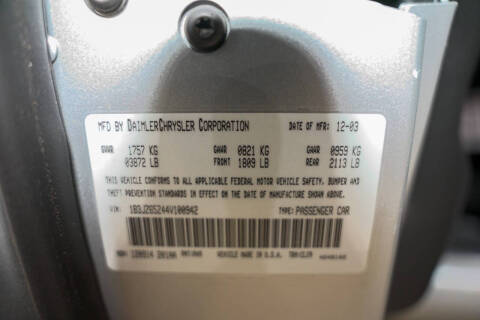 MFD BY DAIMLERCHRYSLER CORPORATION DATE OF MFR: 12-03
GVWR 1757 KG GAWR 0821 KG GAWR 0959 KG
03872 LB FRONT 1809 LB REAR 2113 LB
THIS VEHICLE CONFORMS TO ALL APPLICABLE FEDERAL MOTOR VEHICLE SAFETY, BUMPER AND
THEFT PREVENTION STANDARDS IN EFFECT ON THE DATE OF MANUFACTURE SHOWN ABOVE.
VIN: TYPE: PASSENGER CAR
VEHICLE MADE IN U.S.A.